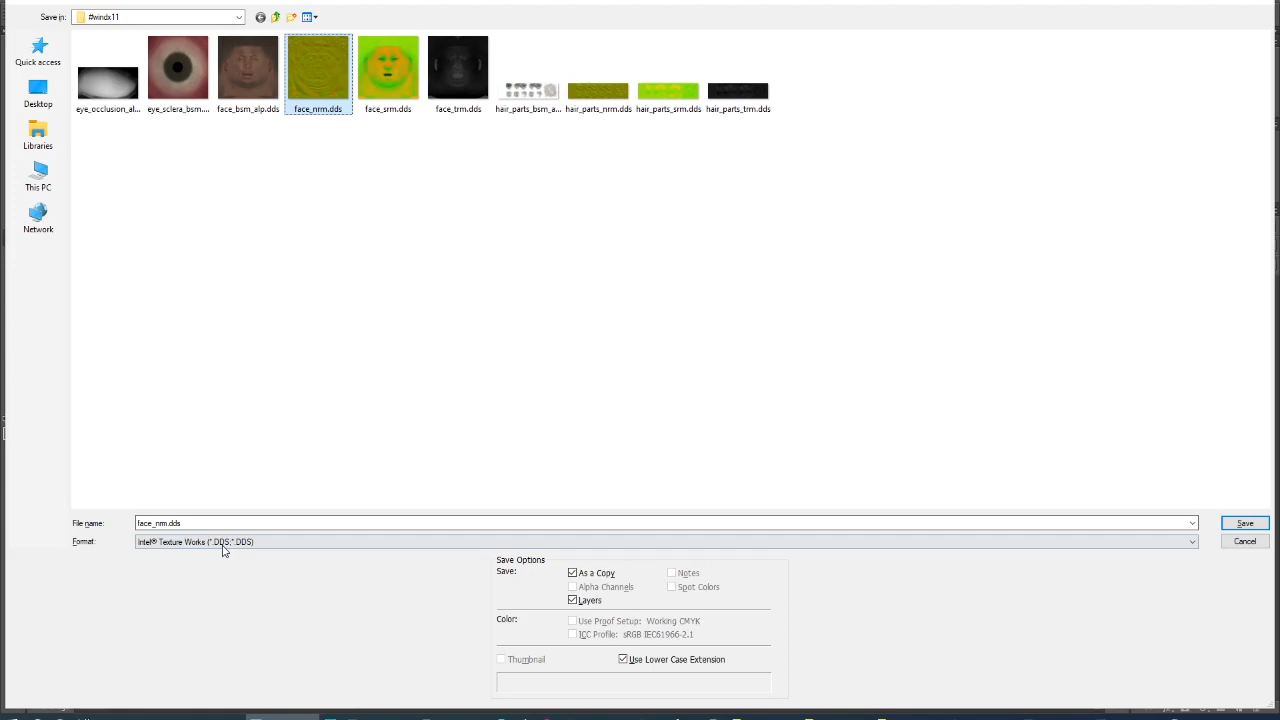 Save in:
#windx11
Quick access
Desktop
Libraries
This PC
Network
eye_occlusion_al...
eye_sclera_bsm....
face_bsm_alp.dds
face_nrm.dds
face_srm.dds
face_trm.dds
hair_parts_bsm_a...
hair_parts_nrm.dds
hair_parts_srm.dds
hair_parts_trm.dds
File name:
face_nrm.dds
Save
Format:
Intel® Texture Works (*.DDS;*.DDS)
Cancel
Save Options
Save:
As a Copy
Notes
Alpha Channels
Spot Colors
Layers
Color:
Use Proof Setup: Working CMYK
ICC Profile: sRGB IEC61966-2.1
Thumbnail
Use Lower Case Extension